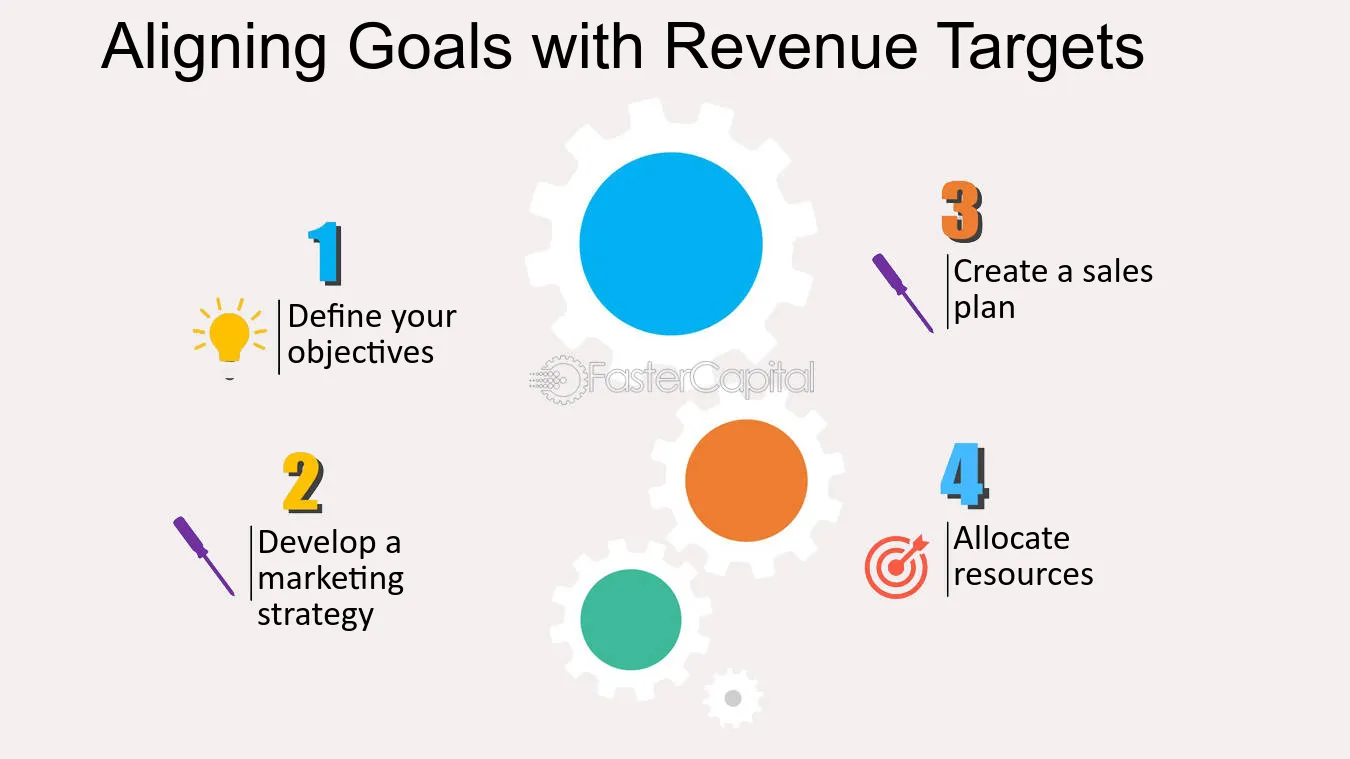 Aligning Goals with Revenue Targets
1
Define your
objectives
2
Develop a
marketing
strategy
3
Create a sales
plan
4
Allocate
resources
FasterCapital